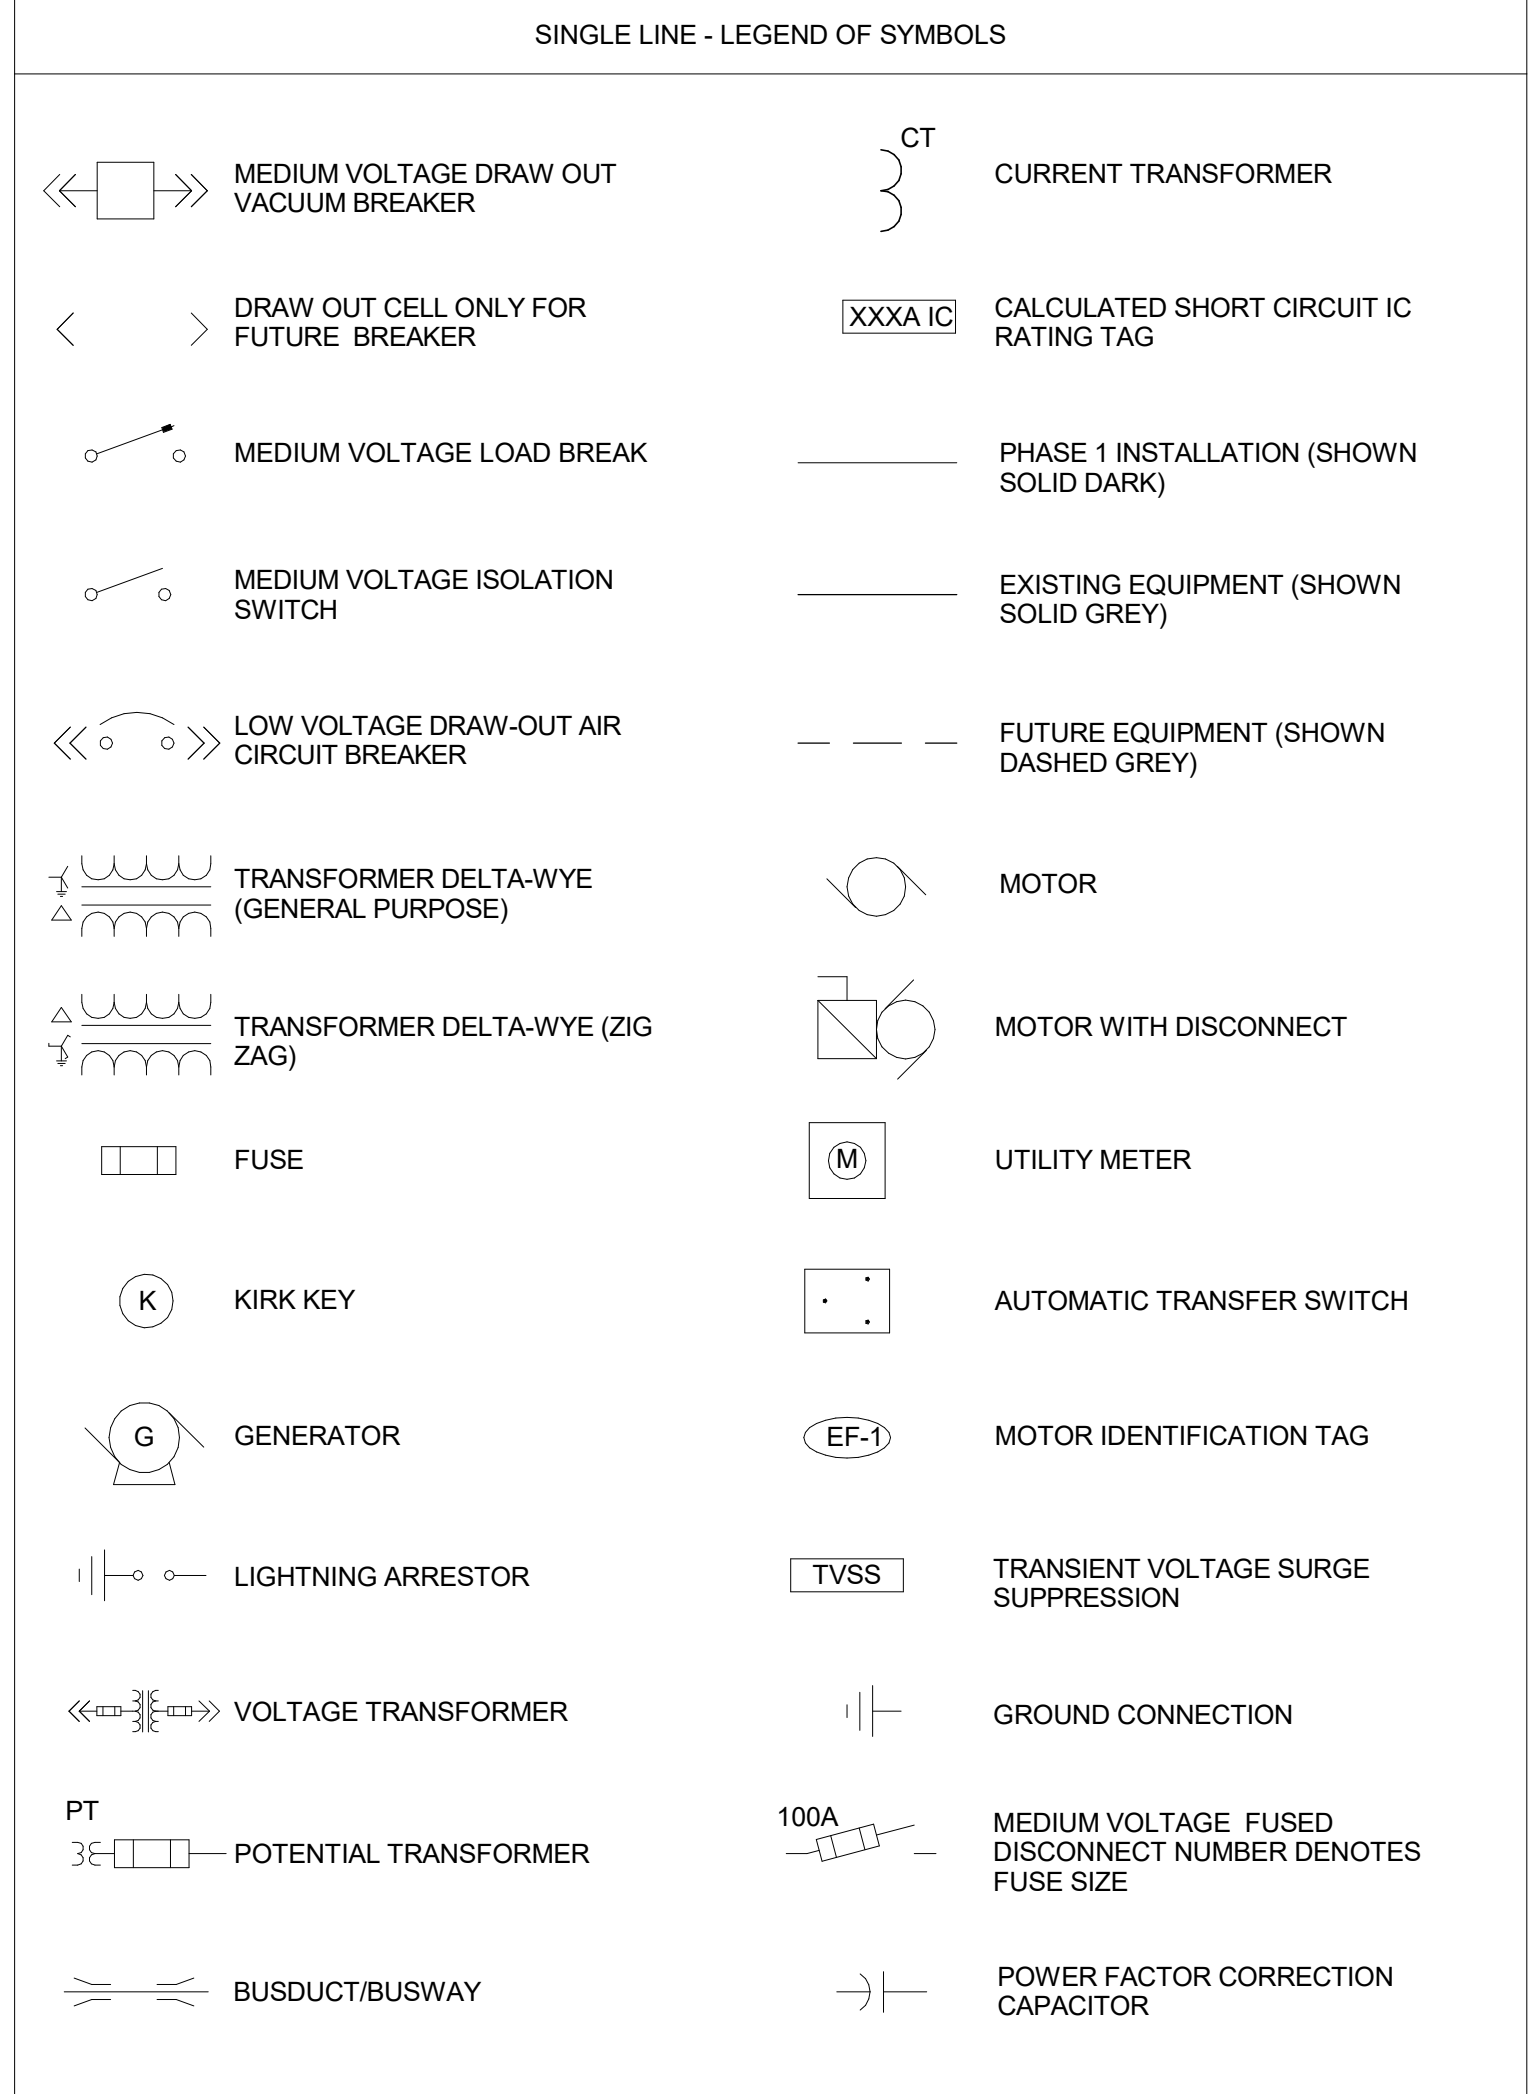 SINGLE LINE - LEGEND OF SYMBOLS
MEDIUM VOLTAGE DRAW OUT
VACUUM BREAKER
DRAW OUT CELL ONLY FOR
FUTURE  BREAKER
MEDIUM VOLTAGE LOAD BREAK
MEDIUM VOLTAGE ISOLATION
SWITCH
LOW VOLTAGE DRAW-OUT AIR
CIRCUIT BREAKER
TRANSFORMER DELTA-WYE
(GENERAL PURPOSE)
TRANSFORMER DELTA-WYE (ZIG
ZAG)
FUSE
K
KIRK KEY
G
GENERATOR
LIGHTNING ARRESTOR
VOLTAGE TRANSFORMER
PT
POTENTIAL TRANSFORMER
BUSDUCT/BUSWAY
CT
CURRENT TRANSFORMER
XXXA IC
CALCULATED SHORT CIRCUIT IC
RATING TAG
PHASE 1 INSTALLATION (SHOWN
SOLID DARK)
EXISTING EQUIPMENT (SHOWN
SOLID GREY)
FUTURE EQUIPMENT (SHOWN
DASHED GREY)
MOTOR
MOTOR WITH DISCONNECT
M
UTILITY METER
AUTOMATIC TRANSFER SWITCH
EF-1
MOTOR IDENTIFICATION TAG
TVSS
TRANSIENT VOLTAGE SURGE
SUPPRESSION
GROUND CONNECTION
100A
MEDIUM VOLTAGE  FUSED
DISCONNECT NUMBER DENOTES
FUSE SIZE
POWER FACTOR CORRECTION
CAPACITOR